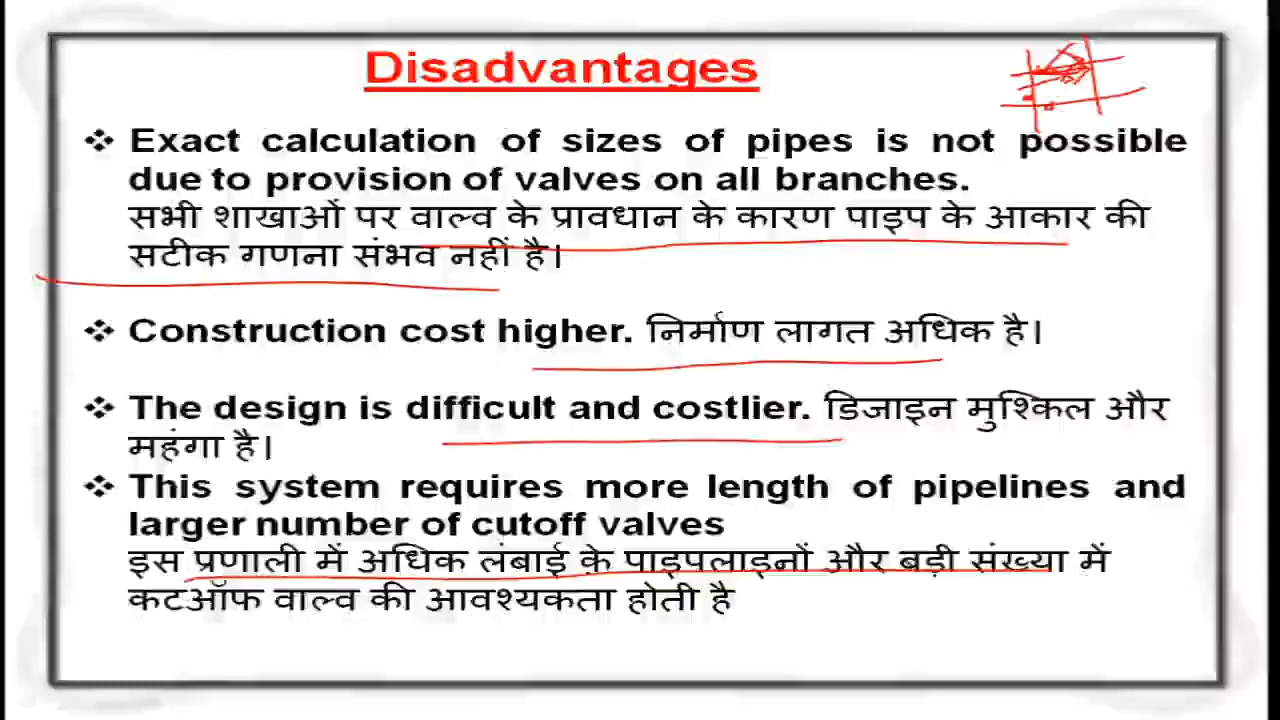 Disadvantages
❖ Exact calculation of sizes of pipes is not possible
due to provision of valves on all branches.
सभी शाखाओं पर वाल्व के प्रावधान के कारण पाइप के आकार की
सटीक गणना संभव नहीं है।
❖ Construction cost higher. निर्माण लागत अधिक है।
❖ The design is difficult and costlier. डिजाइन मुश्किल और
महंगा है।
❖ This system requires more length of pipelines and
larger number of cutoff valves
इस प्रणाली में अधिक लंबाई के पाइपलाइनों और बड़ी संख्या में
कटऑफ वाल्व की आवश्यकता होती है